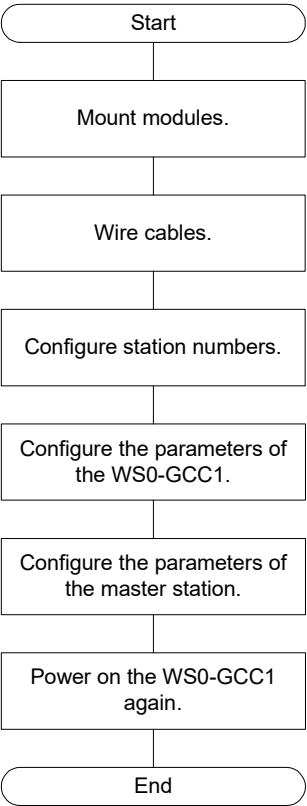 Start
Mount modules.
Wire cables.
Configure station numbers.
Configure the parameters of
the WS0-GCC1.
Configure the parameters of
the master station.
Power on the WS0-GCC1
again.
End